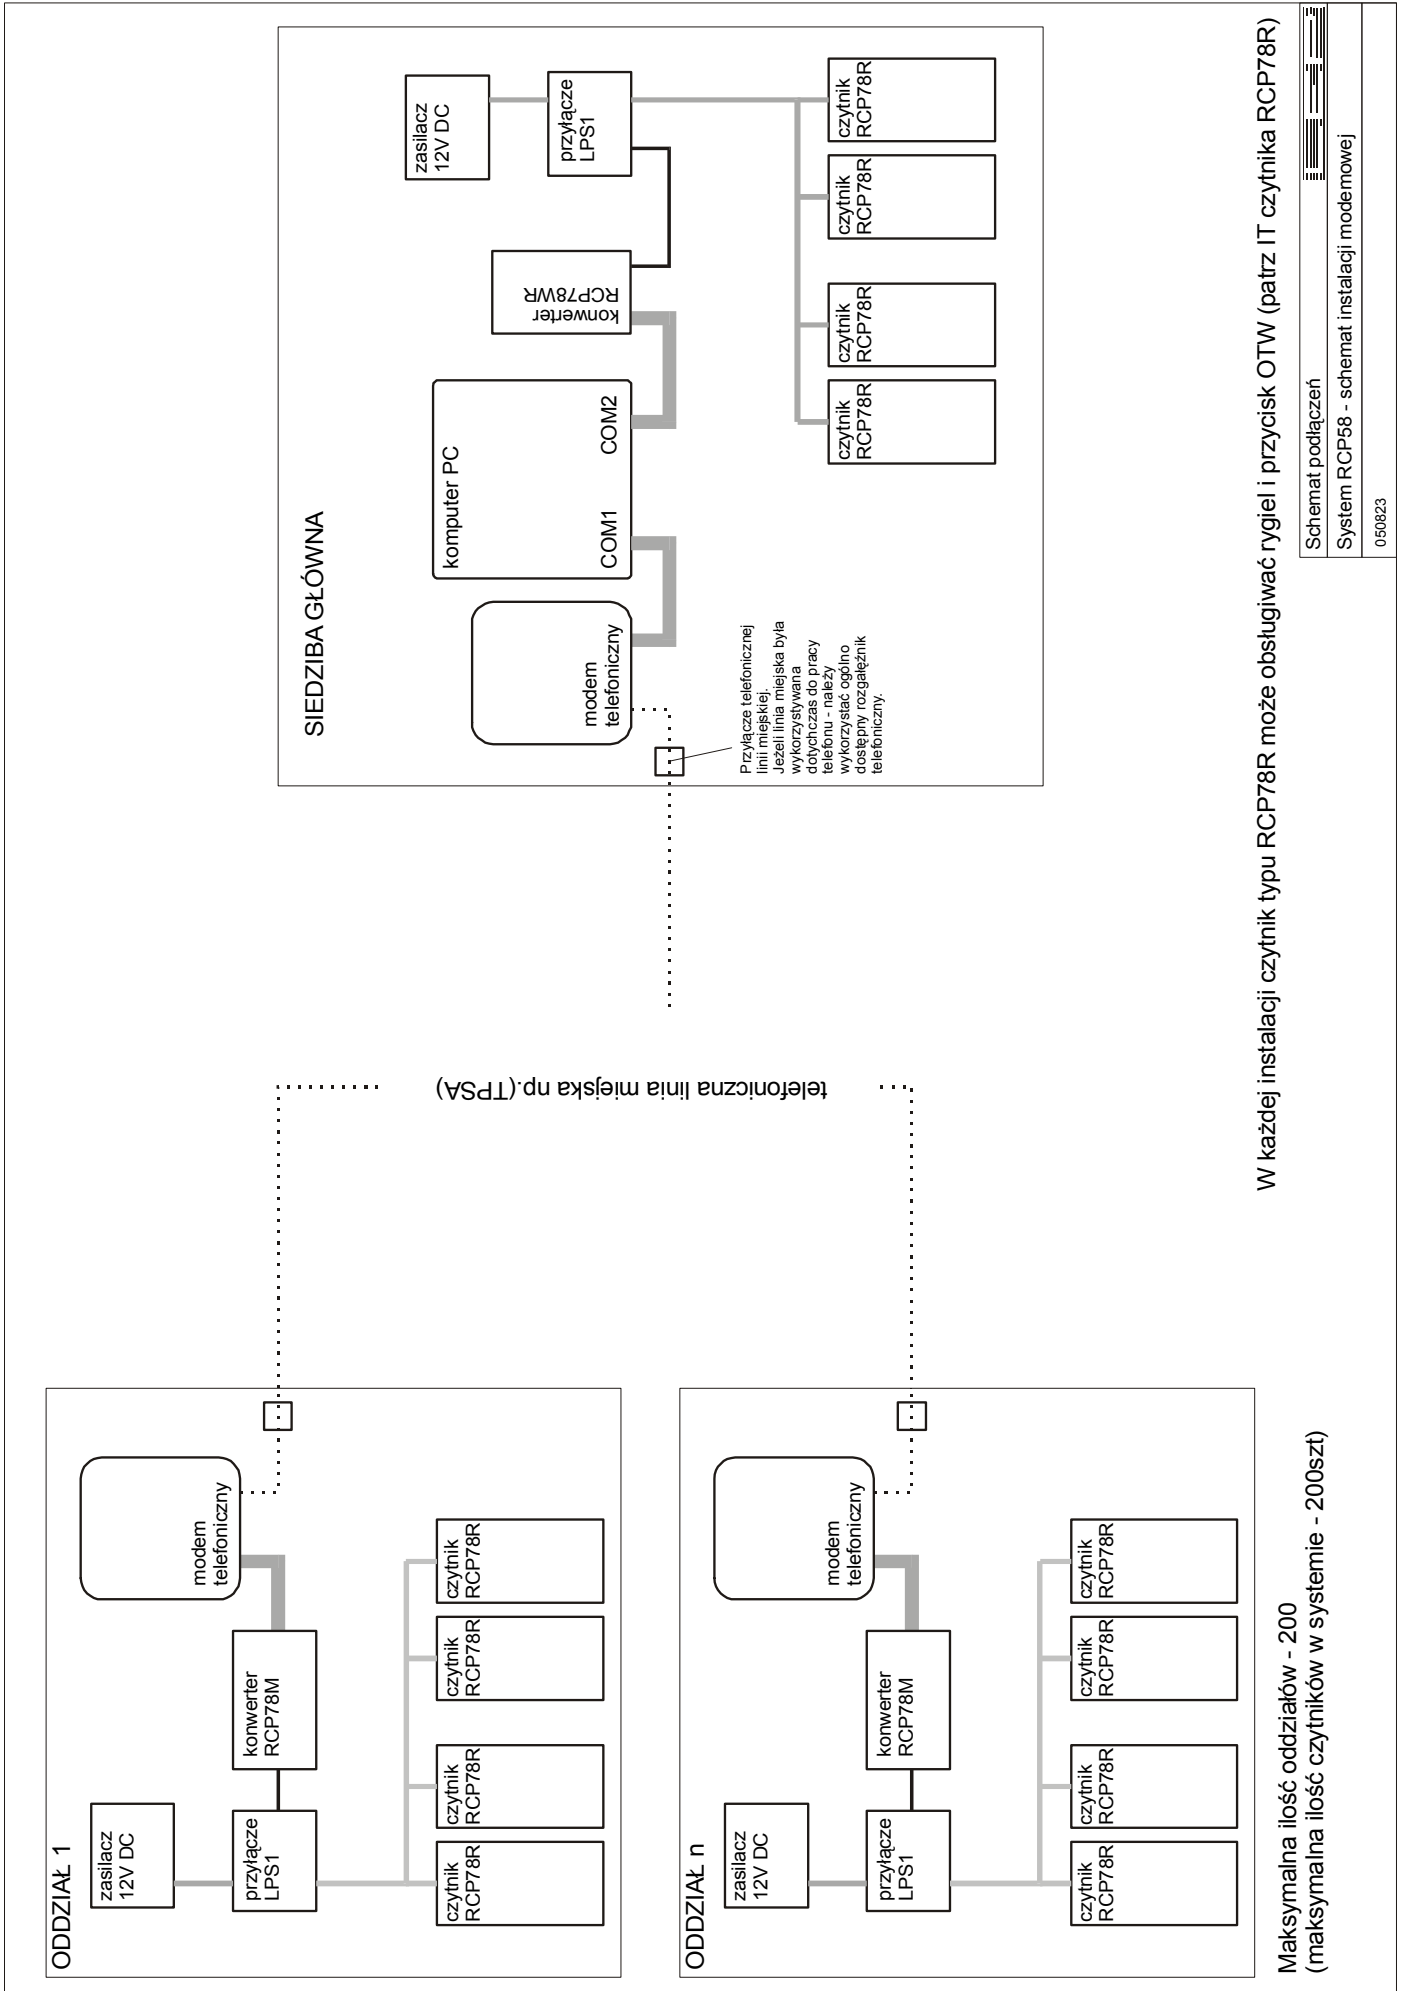 ODDZIAŁ 1
zasilacz
12V DC
przyłącze
LPS1
konwerter
RCP78M
modem
telefoniczny
czytnik
RCP78R
czytnik
RCP78R
czytnik
RCP78R
czytnik
RCP78R
ODDZIAŁ n
zasilacz
12V DC
przyłącze
LPS1
konwerter
RCP78M
modem
telefoniczny
czytnik
RCP78R
czytnik
RCP78R
czytnik
RCP78R
czytnik
RCP78R
Maksymalna ilość oddziałów - 200
(maksymalna ilość czytników w systemie - 200szt)
telefoniczna linia miejska np.(TPSA)
SIEDZIBA GŁÓWNA
modem
telefoniczny
komputer PC
COM1
COM2
konwerter
RCP78WR
zasilacz
12V DC
przyłącze
LPS1
Przyłącze telefonicznej
linii miejskiej.
Jeżeli linia miejska była
wykorzystywana
dotychczas do pracy
telefonu - należy
wykorzystać ogólno
dostępny rozgałęźnik
telefoniczny.
czytnik
RCP78R
czytnik
RCP78R
czytnik
RCP78R
czytnik
RCP78R
W każdej instalacji czytnik typu RCP78R może obsługiwać rygiel i przycisk OTW (patrz IT czytnika RCP78R)
Schemat podłączeń
System RCP58 - schemat instalacji modemowej
050823